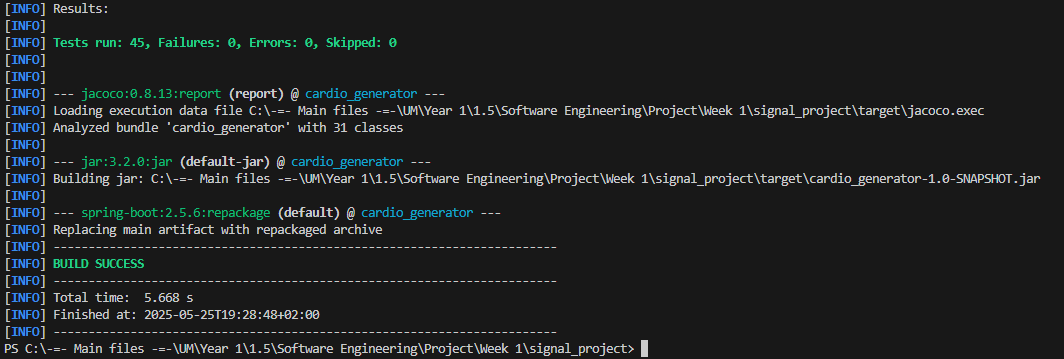 [INFO] Results:
[INFO]
[INFO] Tests run: 45, Failures: 0, Errors: 0, Skipped: 0
[INFO]
[INFO]
[INFO] --- jacoco:0.8.13:report (report) @ cardio_generator ---
[INFO] Loading execution data file C:\-=- Main files -=-\UM\Year 1\1.5\Software Engineering\Project\Week 1\signal_project\target\jacoco.exec
[INFO] Analyzed bundle 'cardio_generator' with 31 classes
[INFO]
[INFO] --- jar:3.2.0:jar (default-jar) @ cardio_generator ---
[INFO] Building jar: C:\-=- Main files -=-\UM\Year 1\1.5\Software Engineering\Project\Week 1\signal_project\target\cardio_generator-1.0-SNAPSHOT.jar
[INFO]
[INFO] --- spring-boot:2.5.6:repackage (default) @ cardio_generator ---
[INFO] Replacing main artifact with repackaged archive
[INFO] ------------------------------------------------------------------------
[INFO] BUILD SUCCESS
[INFO] ------------------------------------------------------------------------
[INFO] Total time:  5.668 s
[INFO] Finished at: 2025-05-25T19:28:48+02:00
[INFO] ------------------------------------------------------------------------
PS C:\-=- Main files -=-\UM\Year 1\1.5\Software Engineering\Project\Week 1\signal_project>